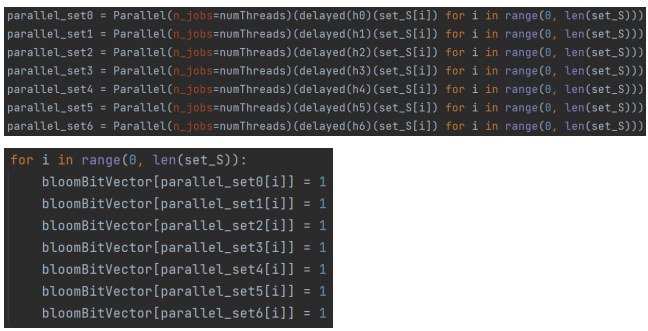 parallel_set0 = Parallel(n_jobs=numThreads)(delayed(h0)(set_S[i]) for i in range(0, len(set_S)))
parallel_set1 = Parallel(n_jobs=numThreads)(delayed(h1)(set_S[i]) for i in range(0, len(set_S)))
parallel_set2 = Parallel(n_jobs=numThreads)(delayed(h2)(set_S[i]) for i in range(0, len(set_S)))
parallel_set3 = Parallel(n_jobs=numThreads)(delayed(h3)(set_S[i]) for i in range(0, len(set_S)))
parallel_set4 = Parallel(n_jobs=numThreads)(delayed(h4)(set_S[i]) for i in range(0, len(set_S)))
parallel_set5 = Parallel(n_jobs=numThreads)(delayed(h5)(set_S[i]) for i in range(0, len(set_S)))
parallel_set6 = Parallel(n_jobs=numThreads)(delayed(h6)(set_S[i]) for i in range(0, len(set_S)))
for i in range(0, len(set_S)):
    bloomBitVector[parallel_set0[i]] = 1
    bloomBitVector[parallel_set1[i]] = 1
    bloomBitVector[parallel_set2[i]] = 1
    bloomBitVector[parallel_set3[i]] = 1
    bloomBitVector[parallel_set4[i]] = 1
    bloomBitVector[parallel_set5[i]] = 1
    bloomBitVector[parallel_set6[i]] = 1